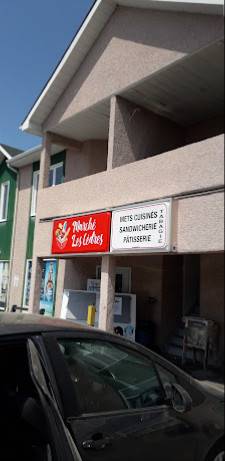 Marché
Les Cèdres
METS CUISINÉS
SANDWICHERIE
PÂTISSERIE
TABAGIE